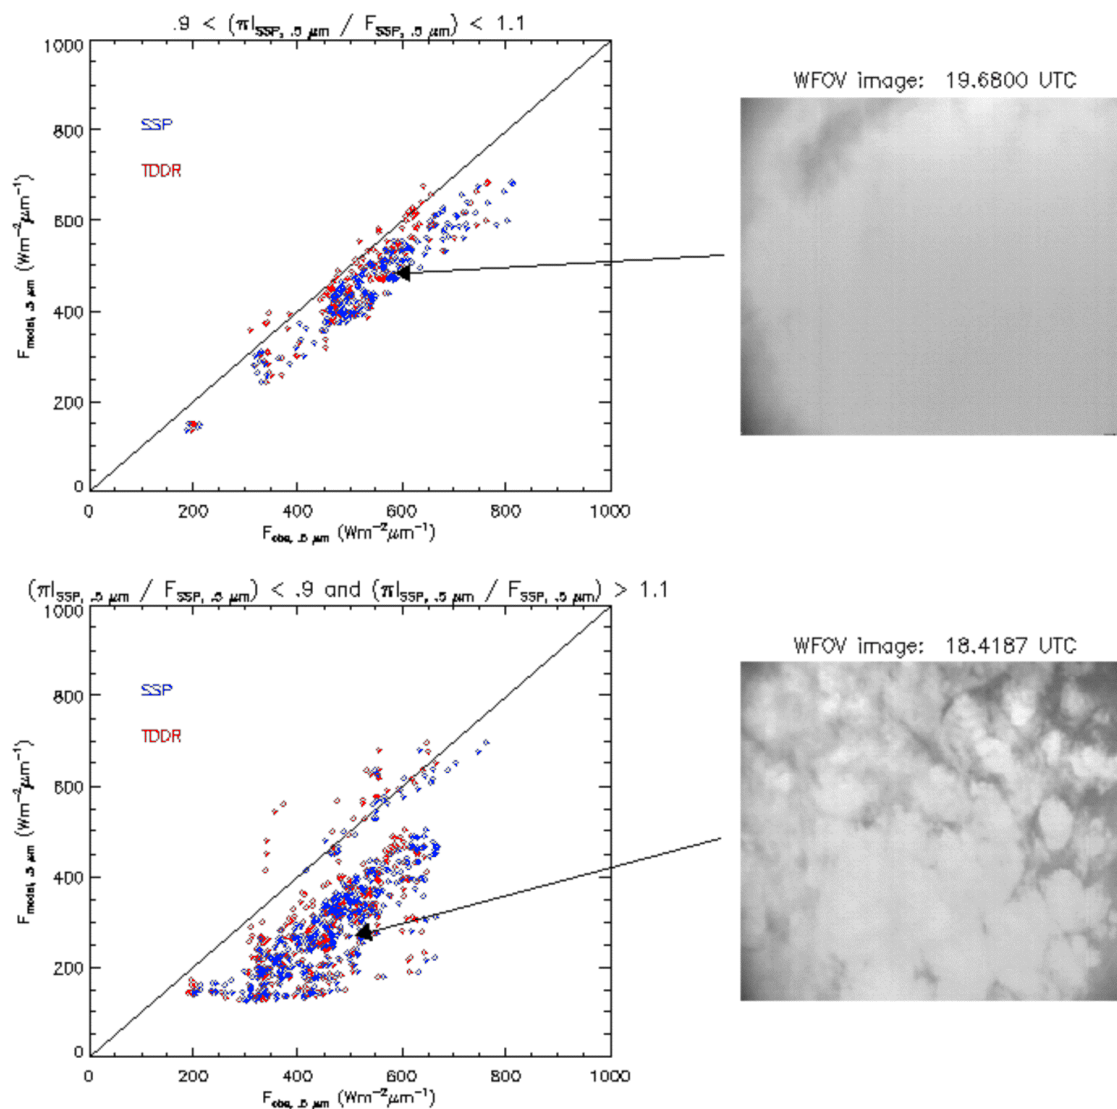 .9 < (πI_SSP, .5 μm / F_SSP, .5 μm) < 1.1
1000
800
600
400
200
0
F_model, .5 μm (Wm⁻²μm⁻¹)
SSP
TDDR
0 200 400 600 800 1000
F_obs, .5 μm (Wm⁻²μm⁻¹)
WFOV image: 19.6800 UTC
(πI_SSP, .5 μm / F_SSP, .5 μm) < .9 and (πI_SSP, .5 μm / F_SSP, .5 μm) > 1.1
1000
800
600
400
200
0
F_model, .5 μm (Wm⁻²μm⁻¹)
SSP
TDDR
0 200 400 600 800 1000
F_obs, .5 μm (Wm⁻²μm⁻¹)
WFOV image: 18.4187 UTC